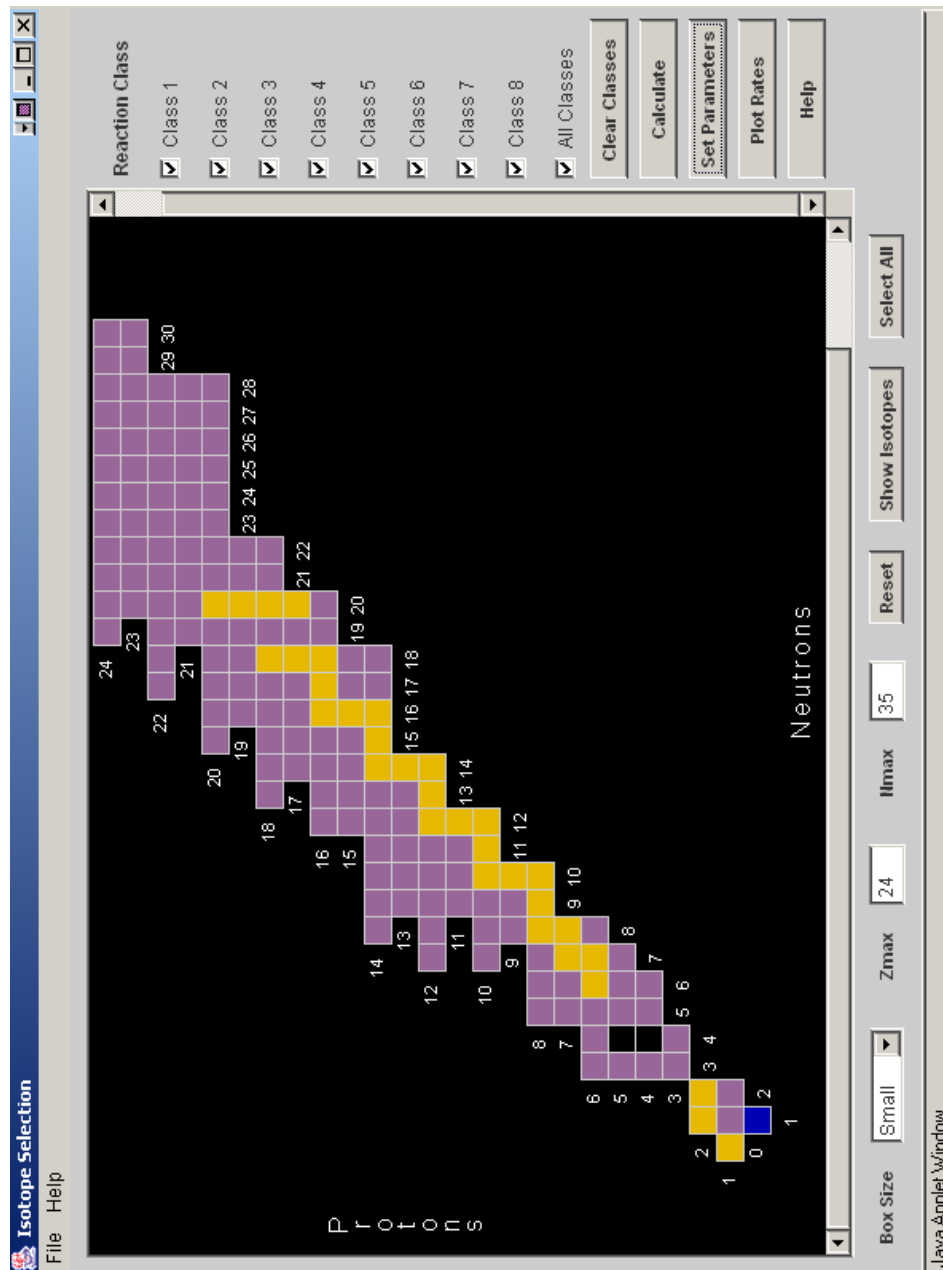 Isotope Selection
File Help
Protons
24
23
22
21
20
19
18
17
16
15
14
13
12
11
10
9
8
7
6
5
4
3
2
1
0
1
2
3 4
5 6
7
8
9 10
11 12
13 14
15 16 17 18
19 20
21 22
23 24 25 26 27 28
29 30
Neutrons
Reaction Class
Class 1
Class 2
Class 3
Class 4
Class 5
Class 6
Class 7
Class 8
All Classes
Clear Classes
Calculate
Set Parameters
Plot Rates
Help
Box Size Small Zmax 24 Nmax 35 Reset Show Isotopes Select All
Java Applet Window